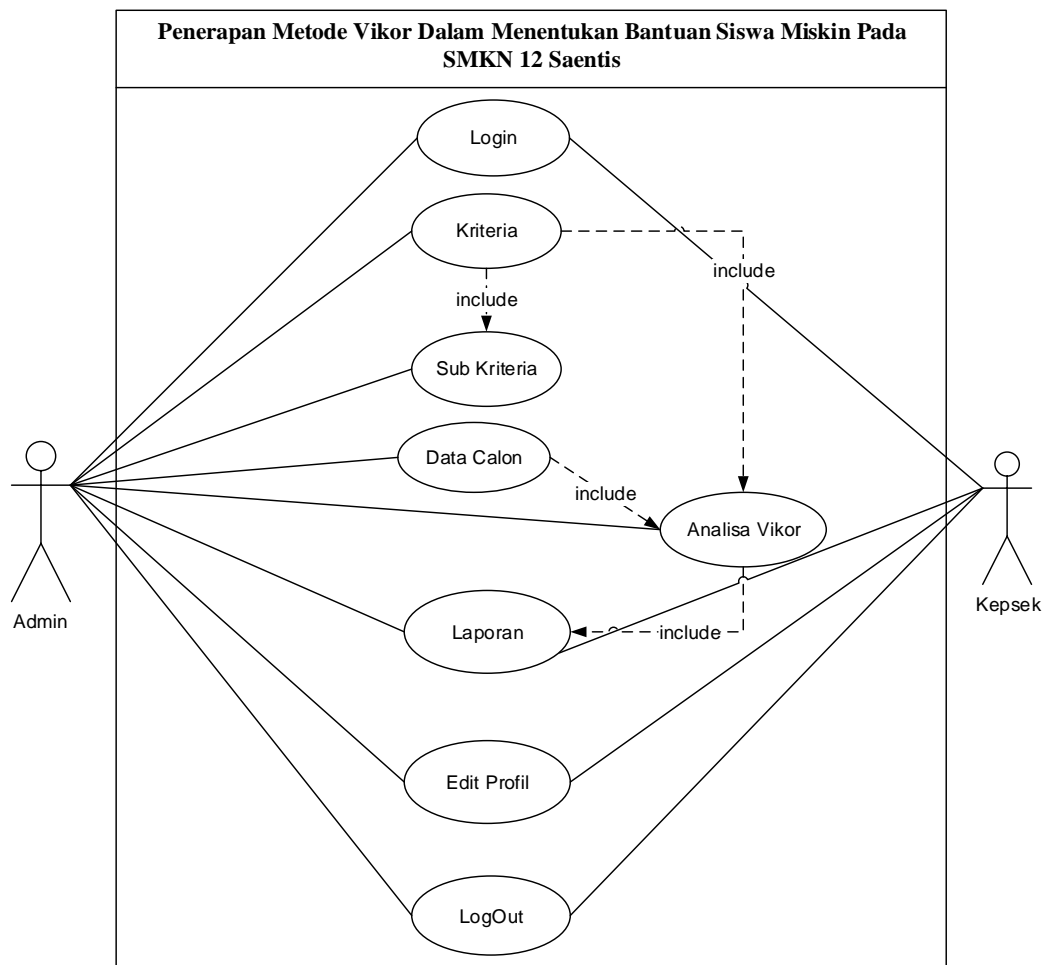 Penerapan Metode Vikor Dalam Menentukan Bantuan Siswa Miskin Pada
SMKN 12 Saentis
Login
Kriteria
include
include
Sub Kriteria
Data Calon
include
Analisa Vikor
Admin
Kepsek
Laporan
include
Edit Profil
LogOut